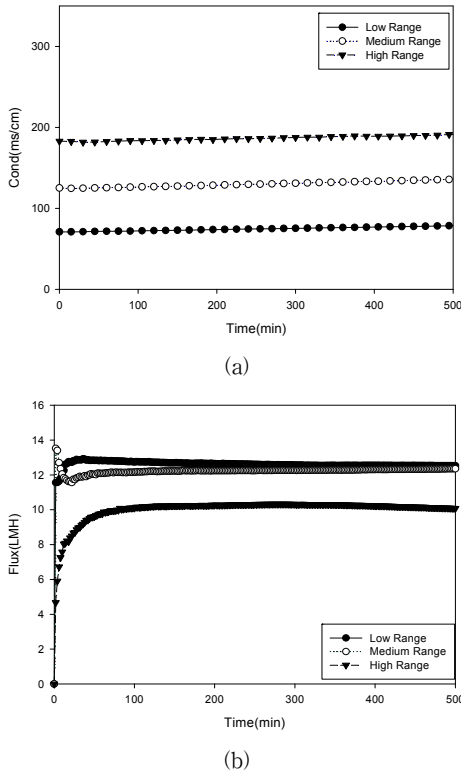 300
200
100
0
Cond(ms/cm)
Low Range
Medium Range
High Range
0 100 200 300 400 500
Time(min)
(a)
16
14
12
10
8
6
4
2
0
Flux(LMH)
Low Range
Medium Range
High Range
0 100 200 300 400 500
Time(min)
(b)